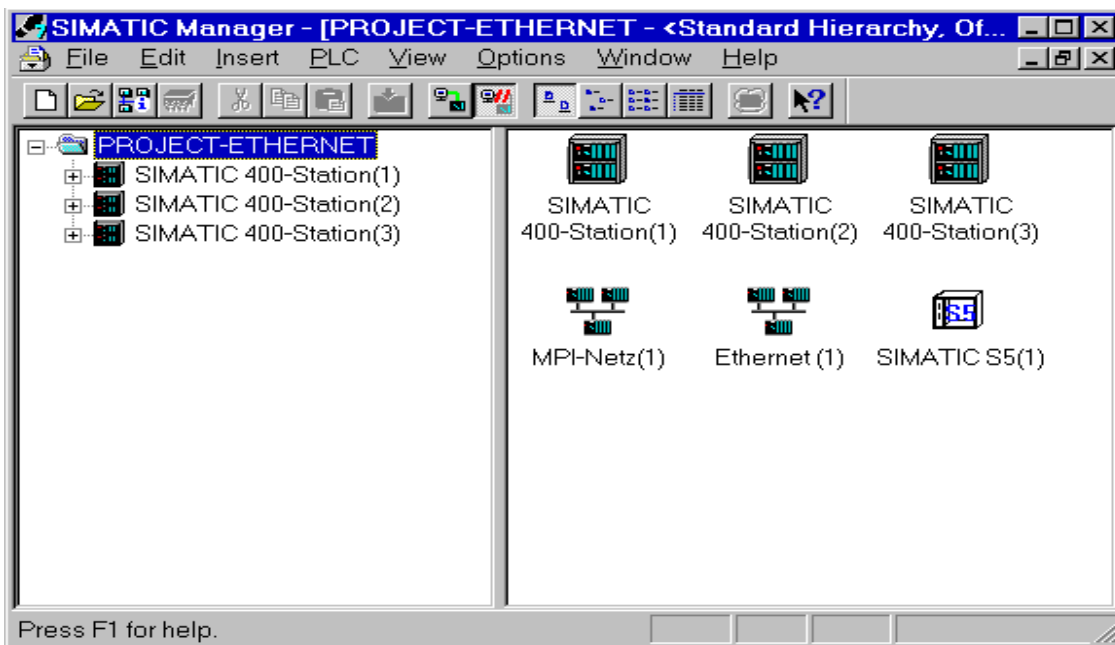 SIMATIC Manager - [PROJECT-ETHERNET - <Standard Hierarchy, Of...
File Edit Insert PLC View Options Window Help
PROJECT-ETHERNET
SIMATIC 400-Station(1)
SIMATIC 400-Station(2)
SIMATIC 400-Station(3)
SIMATIC 400-Station(1)
SIMATIC 400-Station(2)
SIMATIC 400-Station(3)
MPI-Netz(1)
Ethernet (1)
S5
SIMATIC S5(1)
Press F1 for help.